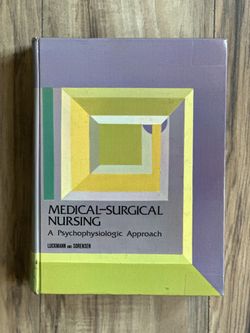 MEDICAL-SURGICAL
NURSING
A Psychophysiologic Approach
LUCKMANN AND SORENSEN